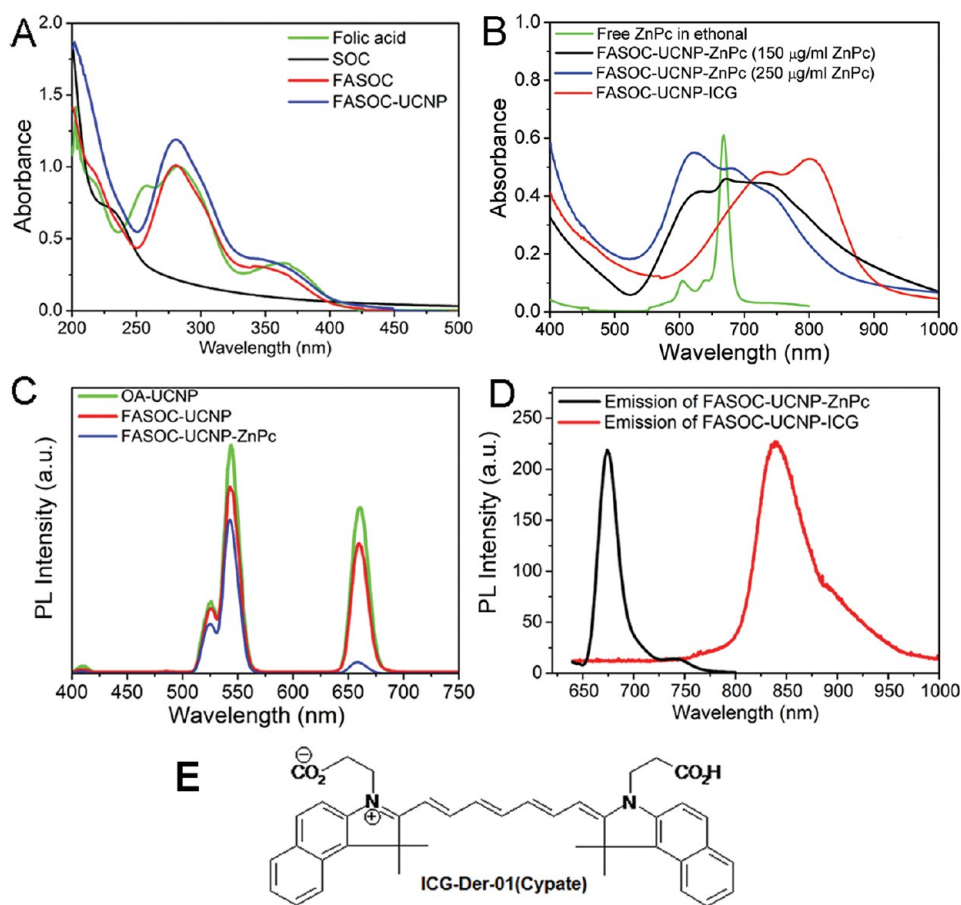 A
2.0
1.5
1.0
0.5
0.0
Absorbance
Folic acid
SOC
FASOC
FASOC-UCNP
200 250 300 350 400 450 500
Wavelength (nm)
B
1.0
0.8
0.6
0.4
0.2
0.0
Absorbance
Free ZnPc in ethonal
FASOC-UCNP-ZnPc (150 μg/ml ZnPc)
FASOC-UCNP-ZnPc (250 μg/ml ZnPc)
FASOC-UCNP-ICG
400 500 600 700 800 900 1000
Wavelength (nm)
C
PL Intensity (a.u.)
OA-UCNP
FASOC-UCNP
FASOC-UCNP-ZnPc
400 450 500 550 600 650 700 750
Wavelength (nm)
D
250
200
150
100
50
0
PL Intensity (a.u.)
Emission of FASOC-UCNP-ZnPc
Emission of FASOC-UCNP-ICG
650 700 750 800 850 900 950 1000
Wavelength (nm)
E
CO2
N
N
CO2H
ICG-Der-01(Cypate)